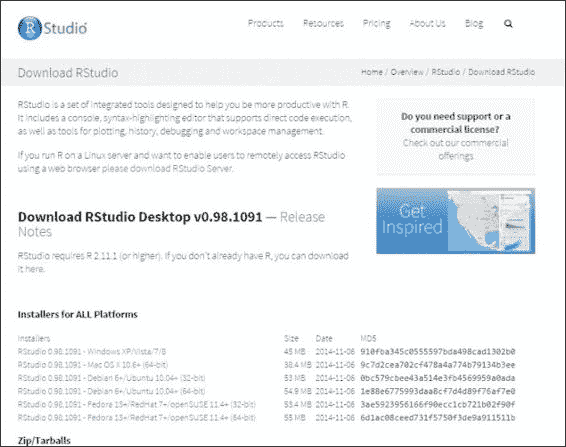 R Studio
Products Resources Pricing About Us Blog
Download RStudio
Home / Overview / RStudio / Download RStudio
RStudio is a set of integrated tools designed to help you be more productive with R.
It includes a console, syntax-highlighting editor that supports direct code execution,
as well as tools for plotting, history, debugging and workspace management.
If you run R on a Linux server and want to enable users to remotely access RStudio
using a web browser please download RStudio Server.
Do you need support or a
commercial license?
Check out our commercial
offerings
Get
Inspired
Download RStudio Desktop v0.98.1091 — Release
Notes
RStudio requires R 2.11.1 (or higher). If you don't already have R, you can download
it here.
Installers for ALL Platforms
Installers Size Date MD5
RStudio 0.98.1091 - Windows XP/Vista/7/8 45 MB 2014-11-06 910fba345c0555597bda498cad1302b0
RStudio 0.98.1091 - Mac OS X 10.6+ (64-bit) 38.4 MB 2014-11-06 9c7d2cea702cf478a4a774b79134b3ee
RStudio 0.98.1091 - Debian 6+/Ubuntu 10.04+ (32-bit) 53 MB 2014-11-06 0bc579cbee43a514e3fb4569959a0ada
RStudio 0.98.1091 - Debian 6+/Ubuntu 10.04+ (64-bit) 54.9 MB 2014-11-06 1e88e6775993daa8cf7d4d89f76af7e0
RStudio 0.98.1091 - Fedora 13+/RedHat 7+/openSUSE 11.4+ (32-bit) 53.4 MB 2014-11-06 3ae5923956166f90ecc1cb721b02f90f
RStudio 0.98.1091 - Fedora 13+/RedHat 7+/openSUSE 11.4+ (64-bit) 55 MB 2014-11-06 6d1ac08ceed731f5750f3de9a911511b
Zip/Tarballs